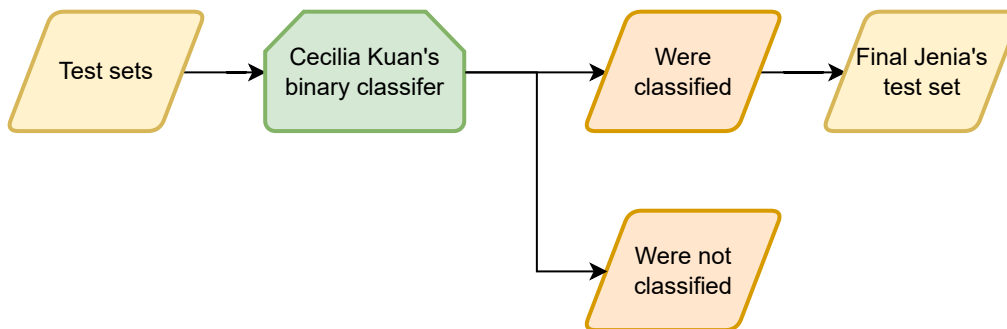 Test sets
Cecilia Kuan's
binary classifer
Were
classified
Final Jenia's
test set
Were not
classified